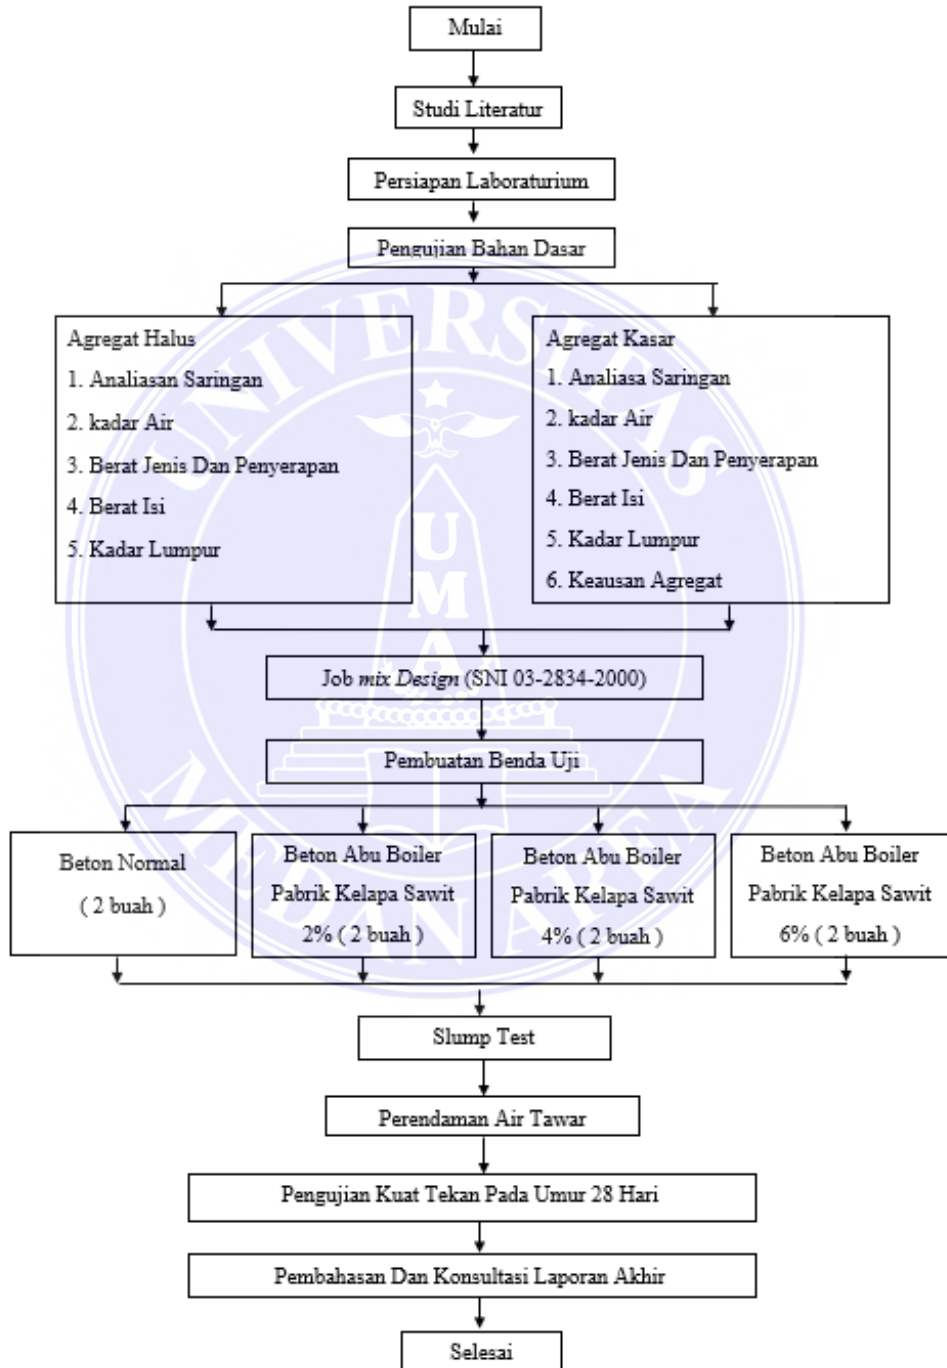 Mulai
Studi Literatur
Persiapan Laboraturium
Pengujian Bahan Dasar
Agregat Halus
1. Analiasan Saringan
2. kadar Air
3. Berat Jenis Dan Penyerapan
4. Berat Isi
5. Kadar Lumpur
Agregat Kasar
1. Analiasa Saringan
2. kadar Air
3. Berat Jenis Dan Penyerapan
4. Berat Isi
5. Kadar Lumpur
6. Keausan Agregat
UNIVERSITAS
UMA
MEDAN AREA
Job mix Design (SNI 03-2834-2000)
Pembuatan Benda Uji
Beton Normal
( 2 buah )
Beton Abu Boiler
Pabrik Kelapa Sawit
2% ( 2 buah )
Beton Abu Boiler
Pabrik Kelapa Sawit
4% ( 2 buah )
Beton Abu Boiler
Pabrik Kelapa Sawit
6% ( 2 buah )
Slump Test
Perendaman Air Tawar
Pengujian Kuat Tekan Pada Umur 28 Hari
Pembahasan Dan Konsultasi Laporan Akhir
Selesai